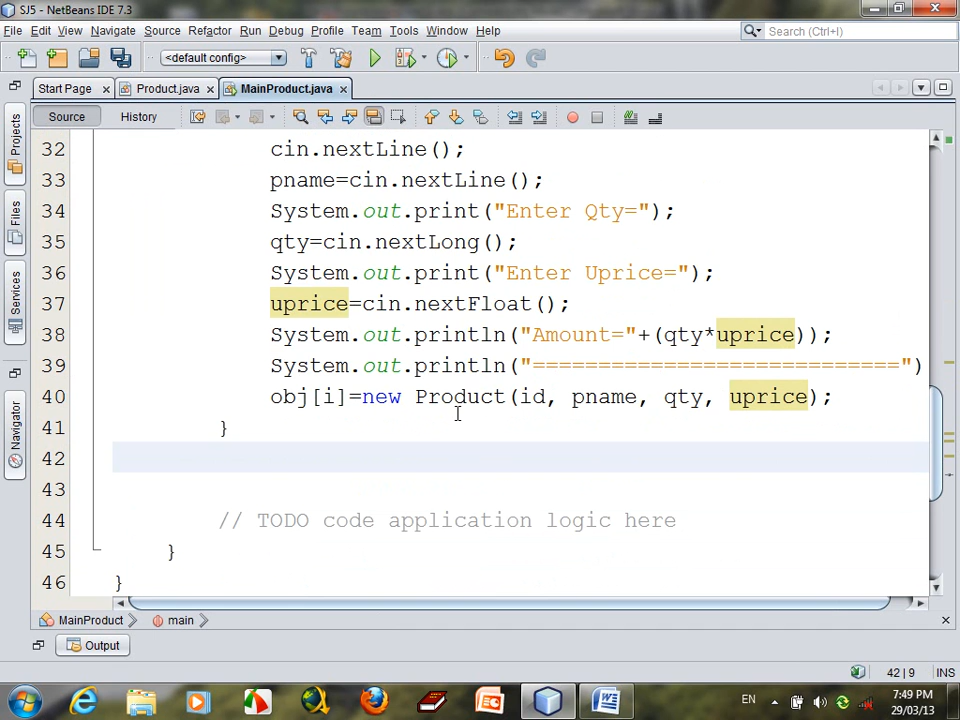 SJ5 - NetBeans IDE 7.3
File Edit View Navigate Source Refactor Run Debug Profile Team Tools Window Help
Search (Ctrl+I)
<default config>
Start Page Product.java MainProduct.java
Source History
Projects
Files
Services
Navigator
32 cin.nextLine();
33 pname=cin.nextLine();
34 System.out.print("Enter Qty=");
35 qty=cin.nextLong();
36 System.out.print("Enter Uprice=");
37 uprice=cin.nextFloat();
38 System.out.println("Amount="+(qty*uprice));
39 System.out.println("============================")
40 obj[i]=new Product(id, pname, qty, uprice);
41 }
42
43
44 // TODO code application logic here
45 }
46 }
MainProduct main
Output
42 | 9 INS
EN 7:49 PM
29/03/13